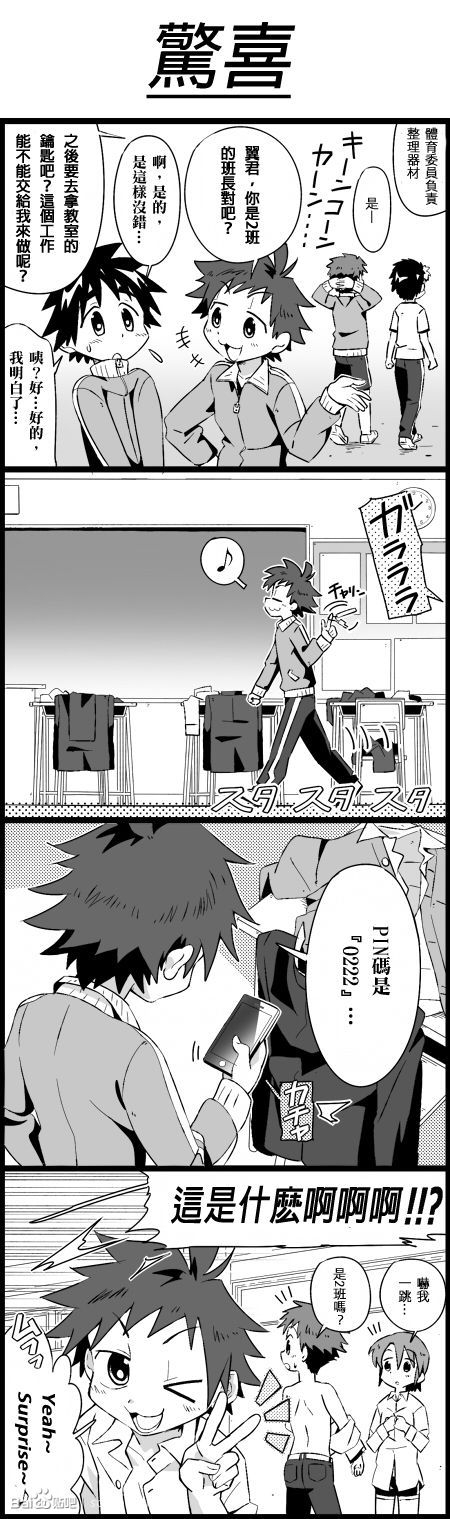 驚喜
體育委員負責
整理器材
是—
キーンコーン
カーン…
翼君，你是2班
的班長對吧？
啊，是的，
是這樣沒錯…
之後要去拿教室的
鑰匙吧？這個工作
能不能交給我來做呢？
咦？好…好的，
我明白了…
ガラララ
♪
チャリン
スタ スタ スタ
PIN碼是
『0222』…
ガチャ
這是什麽啊啊啊!!!?
嚇我
一跳…
是2班嗎？
Yeah~
Surprise~♪
Bai 贴吧